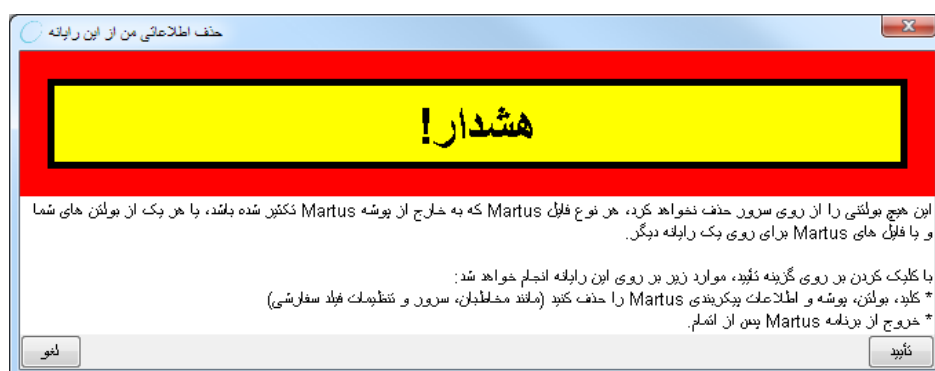 حذف اطلاعاتی من از این رایانه
هشدار!
این هیچ بولتنی را از روی سرور حذف نخواهد کرد، هر نوع فایل Martus که به خارج از پوشه Martus تکثیر شده باشد، یا هر یک از بولتن های شما
و یا فایل های Martus برای روی یک رایانه دیگر.
با کلیک کردن بر روی گزینه تأیید، موارد زیر بر روی این رایانه انجام خواهد شد:
* کلید، بولتن، پوشه و اطلاعات پیکربندی Martus را حذف کنید (مانند مخاطبان، سرور و تنظیمات فیلد سفارشی)
* خروج از برنامه Martus پس از اتمام.
تأیید
لغو